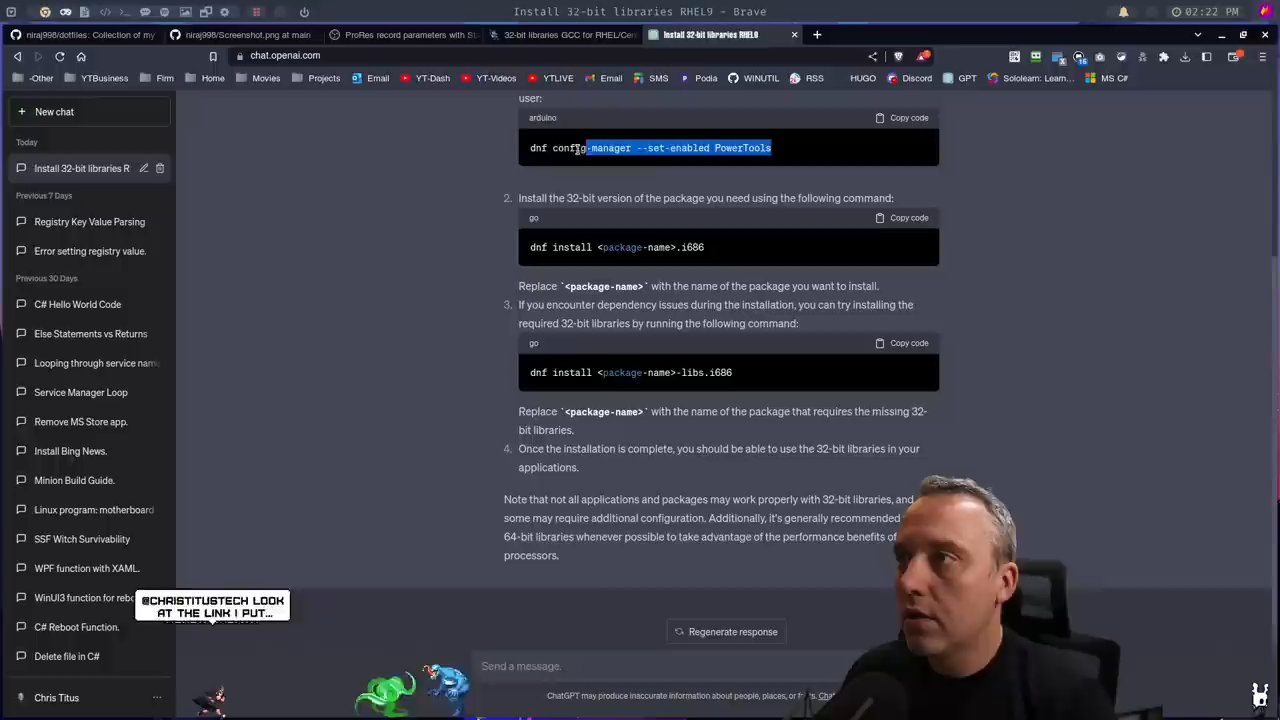 Install 32-bit libraries RHEL9 - Brave
02:22 PM
niraj998/dotfiles: Collection of my
niraj998/Screenshot.png at main
ProRes record parameters with St
32-bit libraries GCC for RHEL/Cen
Install 32-bit libraries RHEL9
chat.openai.com
-Other
YTBusiness
Film
Home
Movies
Projects
Email
YT-Dash
YT-Videos
YTLIVE
Email
SMS
Podia
WINUTIL
RSS
HUGO
Discord
GPT
Sololearn: Learn...
MS C#
New chat
Today
Install 32-bit libraries R
Previous 7 Days
Registry Key Value Parsing
Error setting registry value.
Previous 30 Days
C# Hello World Code
Else Statements vs Returns
Looping through service name
Service Manager Loop
Remove MS Store app.
Install Bing News.
Minion Build Guide.
Linux program: motherboard
SSF Witch Survivability
WPF function with XAML.
WinUI3 function for rebo
C# Reboot Function.
Delete file in C#
Chris Titus
@CHRISTITUSTECH LOOK
AT THE LINK I PUT...
user:
arduino
Copy code
dnf config-manager --set-enabled PowerTools
2. Install the 32-bit version of the package you need using the following command:
go
Copy code
dnf install <package-name>.i686
Replace `<package-name>` with the name of the package you want to install.
3. If you encounter dependency issues during the installation, you can try installing the
required 32-bit libraries by running the following command:
go
Copy code
dnf install <package-name>-libs.i686
Replace `<package-name>` with the name of the package that requires the missing 32-
bit libraries.
4. Once the installation is complete, you should be able to use the 32-bit libraries in your
applications.
Note that not all applications and packages may work properly with 32-bit libraries, and
some may require additional configuration. Additionally, it's generally recommended
64-bit libraries whenever possible to take advantage of the performance benefits of
processors.
Regenerate response
Send a message.
ChatGPT may produce inaccurate information about people, places, or